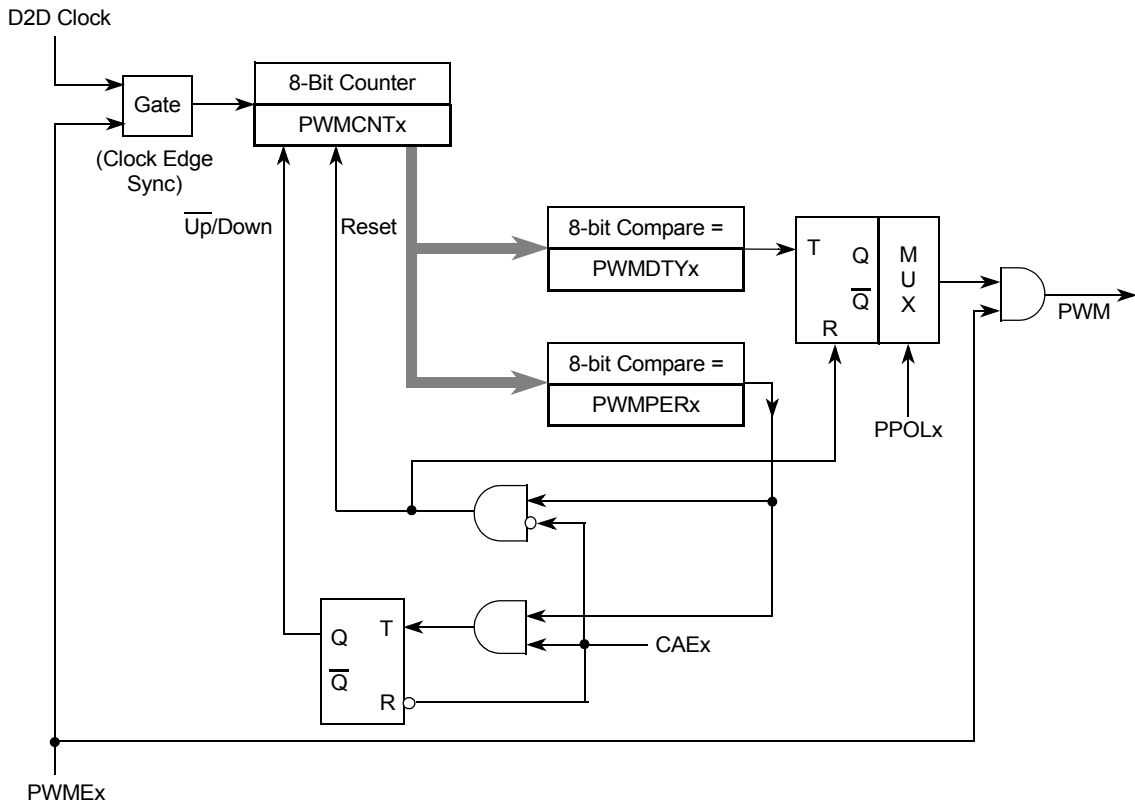 D2D Clock
Gate
(Clock Edge
Sync)
8-Bit Counter
PWMCNTx
Up/Down
Reset
8-bit Compare =
PWMDTYx
T
Q
Q
R
M
U
X
PWM
8-bit Compare =
PWMPERx
PPOLx
Q
T
Q
R
CAEx
PWMEx